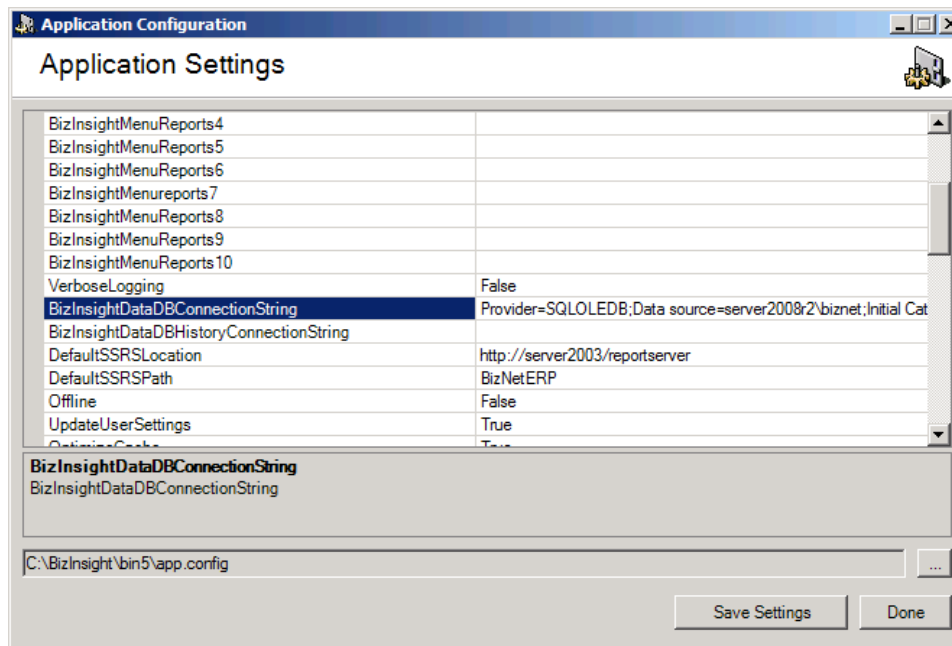 Application Configuration
Application Settings
BizInsightMenuReports4
BizInsightMenuReports5
BizInsightMenuReports6
BizInsightMenureports7
BizInsightMenuReports8
BizInsightMenuReports9
BizInsightMenuReports10
VerboseLogging False
BizInsightDataDBConnectionString Provider=SQLOLEDB;Data source=server2008r2\biznet;Initial Cat
BizInsightDataDBHistoryConnectionString
DefaultSSRSLocation http://server2003/reportserver
DefaultSSRSPath BizNetERP
Offline False
UpdateUserSettings True
OptimizeCache True
BizInsightDataDBConnectionString
BizInsightDataDBConnectionString
C:\BizInsight\bin5\app.config ...
Save Settings Done